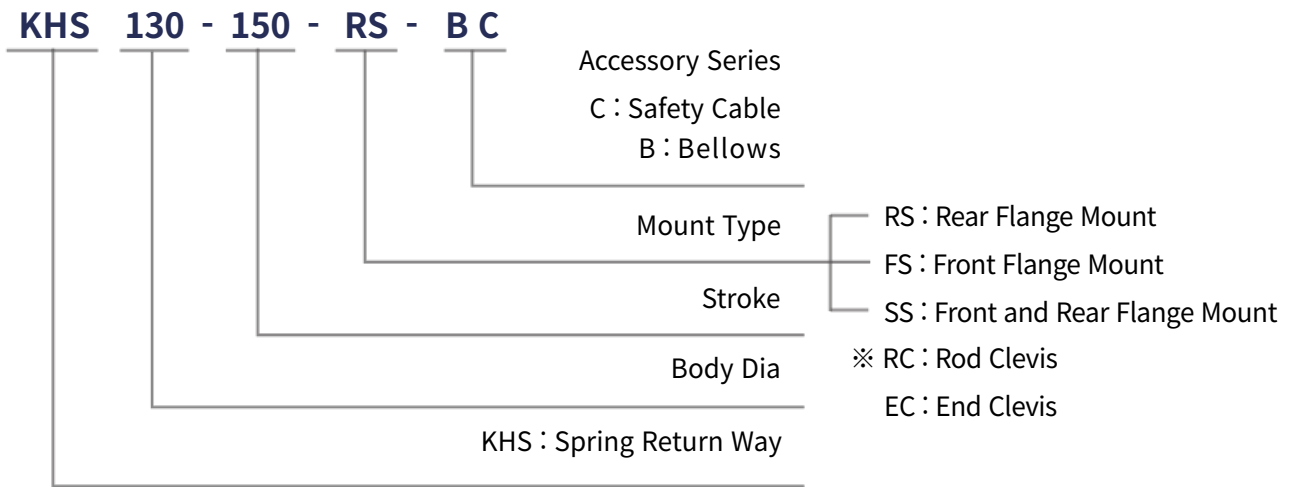 KHS 130 - 150 - RS - B C
Accessory Series
C : Safety Cable
B : Bellows
Mount Type
RS : Rear Flange Mount
FS : Front Flange Mount
SS : Front and Rear Flange Mount
※ RC : Rod Clevis
EC : End Clevis
Stroke
Body Dia
KHS : Spring Return Way